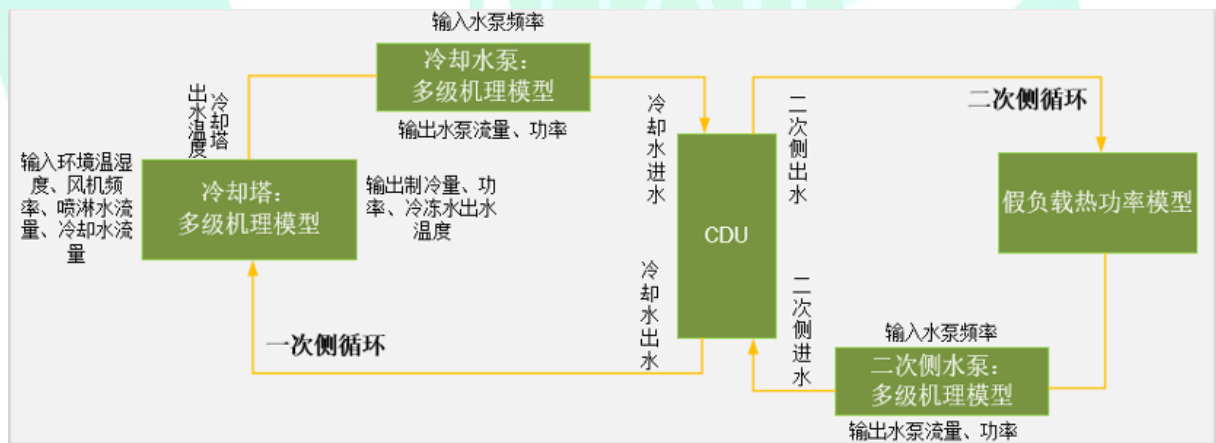 输入水泵频率
冷却水泵：
多级机理模型
输出水泵流量、功率
冷却塔
出水温度
输入环境温湿
度、风机频
率、喷淋水流
量、冷却水流
量
冷却塔：
多级机理模型
输出制冷量、功
率、冷冻水出水
温度
一次侧循环
冷却水进水
冷却水出水
CDU
二次侧出水
二次侧进水
二次侧循环
假负载热功率模型
输入水泵频率
二次侧水泵：
多级机理模型
输出水泵流量、功率